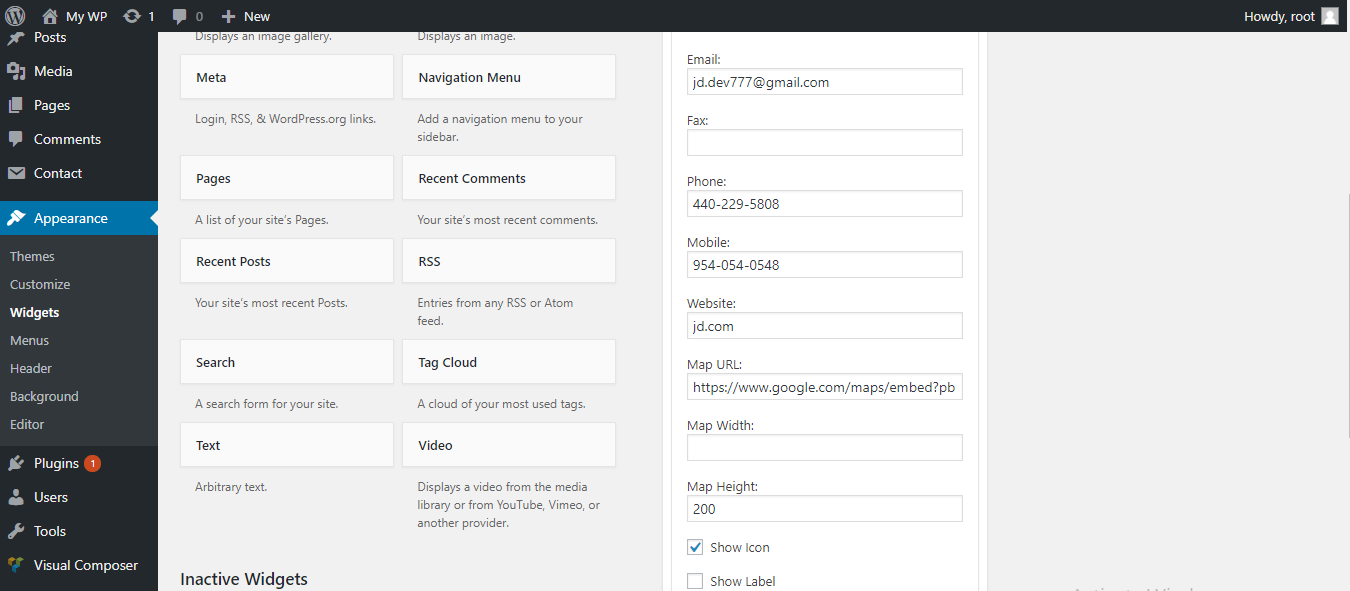 My WP 1 0 New Howdy, root
Posts
Media
Pages
Comments
Contact
Appearance
Themes
Customize
Widgets
Menus
Header
Background
Editor
Plugins 1
Users
Tools
Visual Composer
Displays an image gallery. Displays an image.
Meta Navigation Menu
Login, RSS, & WordPress.org links. Add a navigation menu to your
sidebar.
Pages Recent Comments
A list of your site's Pages. Your site's most recent comments.
Recent Posts RSS
Your site's most recent Posts. Entries from any RSS or Atom
feed.
Search Tag Cloud
A search form for your site. A cloud of your most used tags.
Text Video
Arbitrary text. Displays a video from the media
library or from YouTube, Vimeo, or
another provider.
Inactive Widgets
Email:
jd.dev777@gmail.com
Fax:
Phone:
440-229-5808
Mobile:
954-054-0548
Website:
jd.com
Map URL:
https://www.google.com/maps/embed?pb
Map Width:
Map Height:
200
Show Icon
Show Label